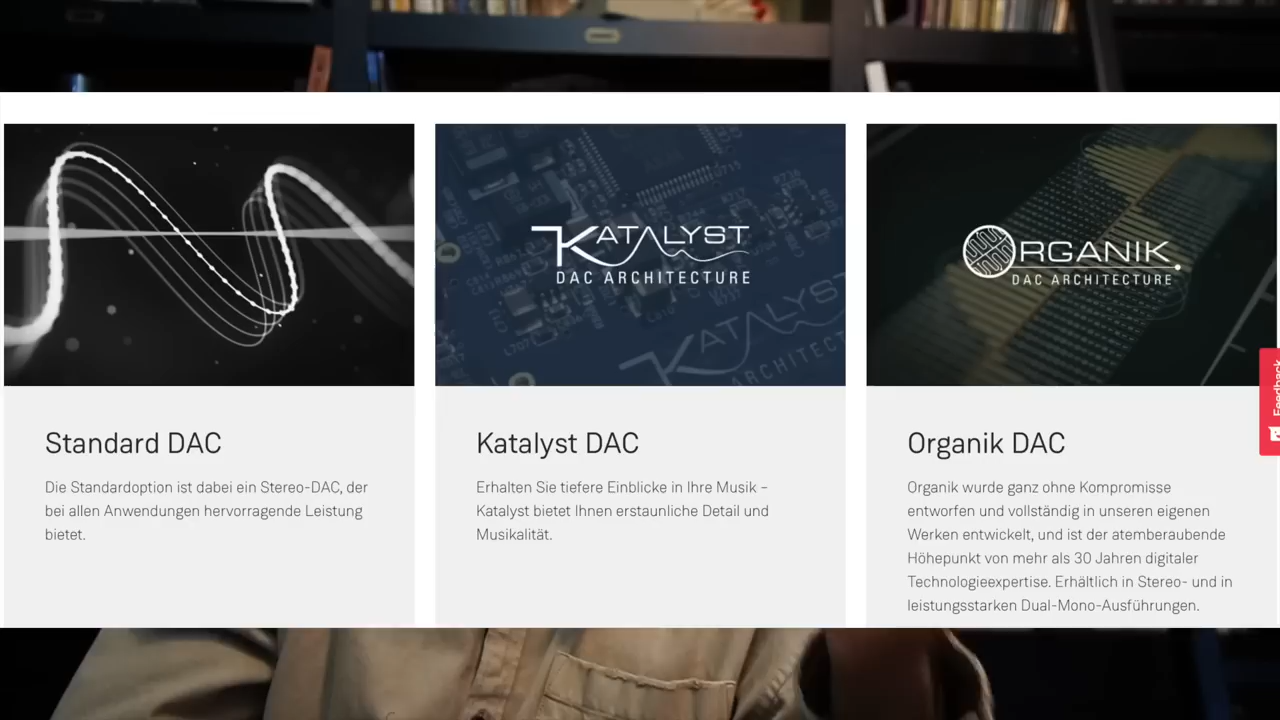 KATALYST
DAC ARCHITECTURE
ORGANIK.
DAC ARCHITECTURE
KATALYST
ARCHITECT
Feedback
Standard DAC
Die Standardoption ist dabei ein Stereo-DAC, der
bei allen Anwendungen hervorragende Leistung
bietet.
Katalyst DAC
Erhalten Sie tiefere Einblicke in Ihre Musik –
Katalyst bietet Ihnen erstaunliche Detail und
Musikalität.
Organik DAC
Organik wurde ganz ohne Kompromisse
entworfen und vollständig in unseren eigenen
Werken entwickelt, und ist der atemberaubende
Höhepunkt von mehr als 30 Jahren digitaler
Technologieexpertise. Erhältlich in Stereo- und in
leistungsstarken Dual-Mono-Ausführungen.